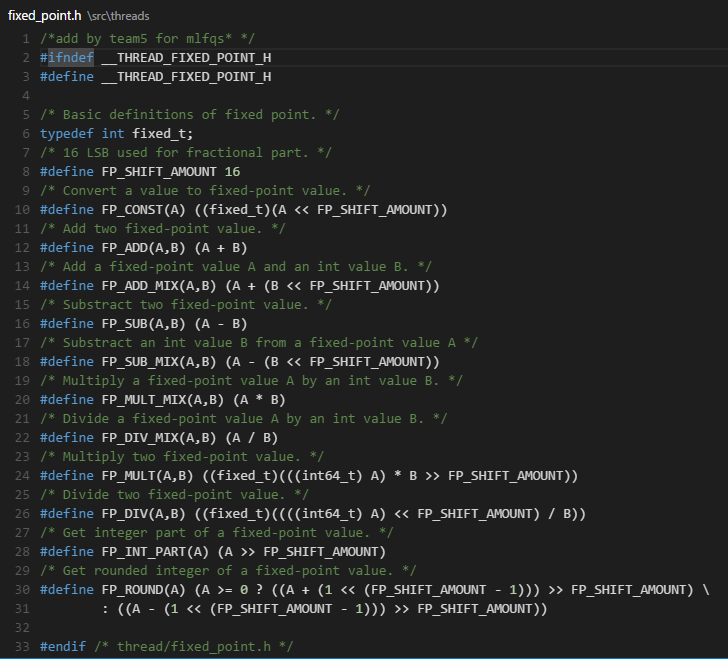 fixed_point.h \src\threads
1 /*add by team5 for mlfqs* */
2 #ifndef __THREAD_FIXED_POINT_H
3 #define __THREAD_FIXED_POINT_H
4
5 /* Basic definitions of fixed point. */
6 typedef int fixed_t;
7 /* 16 LSB used for fractional part. */
8 #define FP_SHIFT_AMOUNT 16
9 /* Convert a value to fixed-point value. */
10 #define FP_CONST(A) ((fixed_t)(A << FP_SHIFT_AMOUNT))
11 /* Add two fixed-point value. */
12 #define FP_ADD(A,B) (A + B)
13 /* Add a fixed-point value A and an int value B. */
14 #define FP_ADD_MIX(A,B) (A + (B << FP_SHIFT_AMOUNT))
15 /* Substract two fixed-point value. */
16 #define FP_SUB(A,B) (A - B)
17 /* Substract an int value B from a fixed-point value A */
18 #define FP_SUB_MIX(A,B) (A - (B << FP_SHIFT_AMOUNT))
19 /* Multiply a fixed-point value A by an int value B. */
20 #define FP_MULT_MIX(A,B) (A * B)
21 /* Divide a fixed-point value A by an int value B. */
22 #define FP_DIV_MIX(A,B) (A / B)
23 /* Multiply two fixed-point value. */
24 #define FP_MULT(A,B) ((fixed_t)(((int64_t) A) * B >> FP_SHIFT_AMOUNT))
25 /* Divide two fixed-point value. */
26 #define FP_DIV(A,B) ((fixed_t)((((int64_t) A) << FP_SHIFT_AMOUNT) / B))
27 /* Get integer part of a fixed-point value. */
28 #define FP_INT_PART(A) (A >> FP_SHIFT_AMOUNT)
29 /* Get rounded integer of a fixed-point value. */
30 #define FP_ROUND(A) (A >= 0 ? ((A + (1 << (FP_SHIFT_AMOUNT - 1))) >> FP_SHIFT_AMOUNT) \
31 : ((A - (1 << (FP_SHIFT_AMOUNT - 1))) >> FP_SHIFT_AMOUNT))
32
33 #endif /* thread/fixed_point.h */